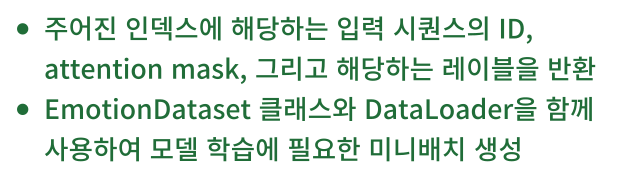 • 주어진 인덱스에 해당하는 입력 시퀀스의 ID,
attention mask, 그리고 해당하는 레이블을 반환
• EmotionDataset 클래스와 DataLoader을 함께
사용하여 모델 학습에 필요한 미니배치 생성